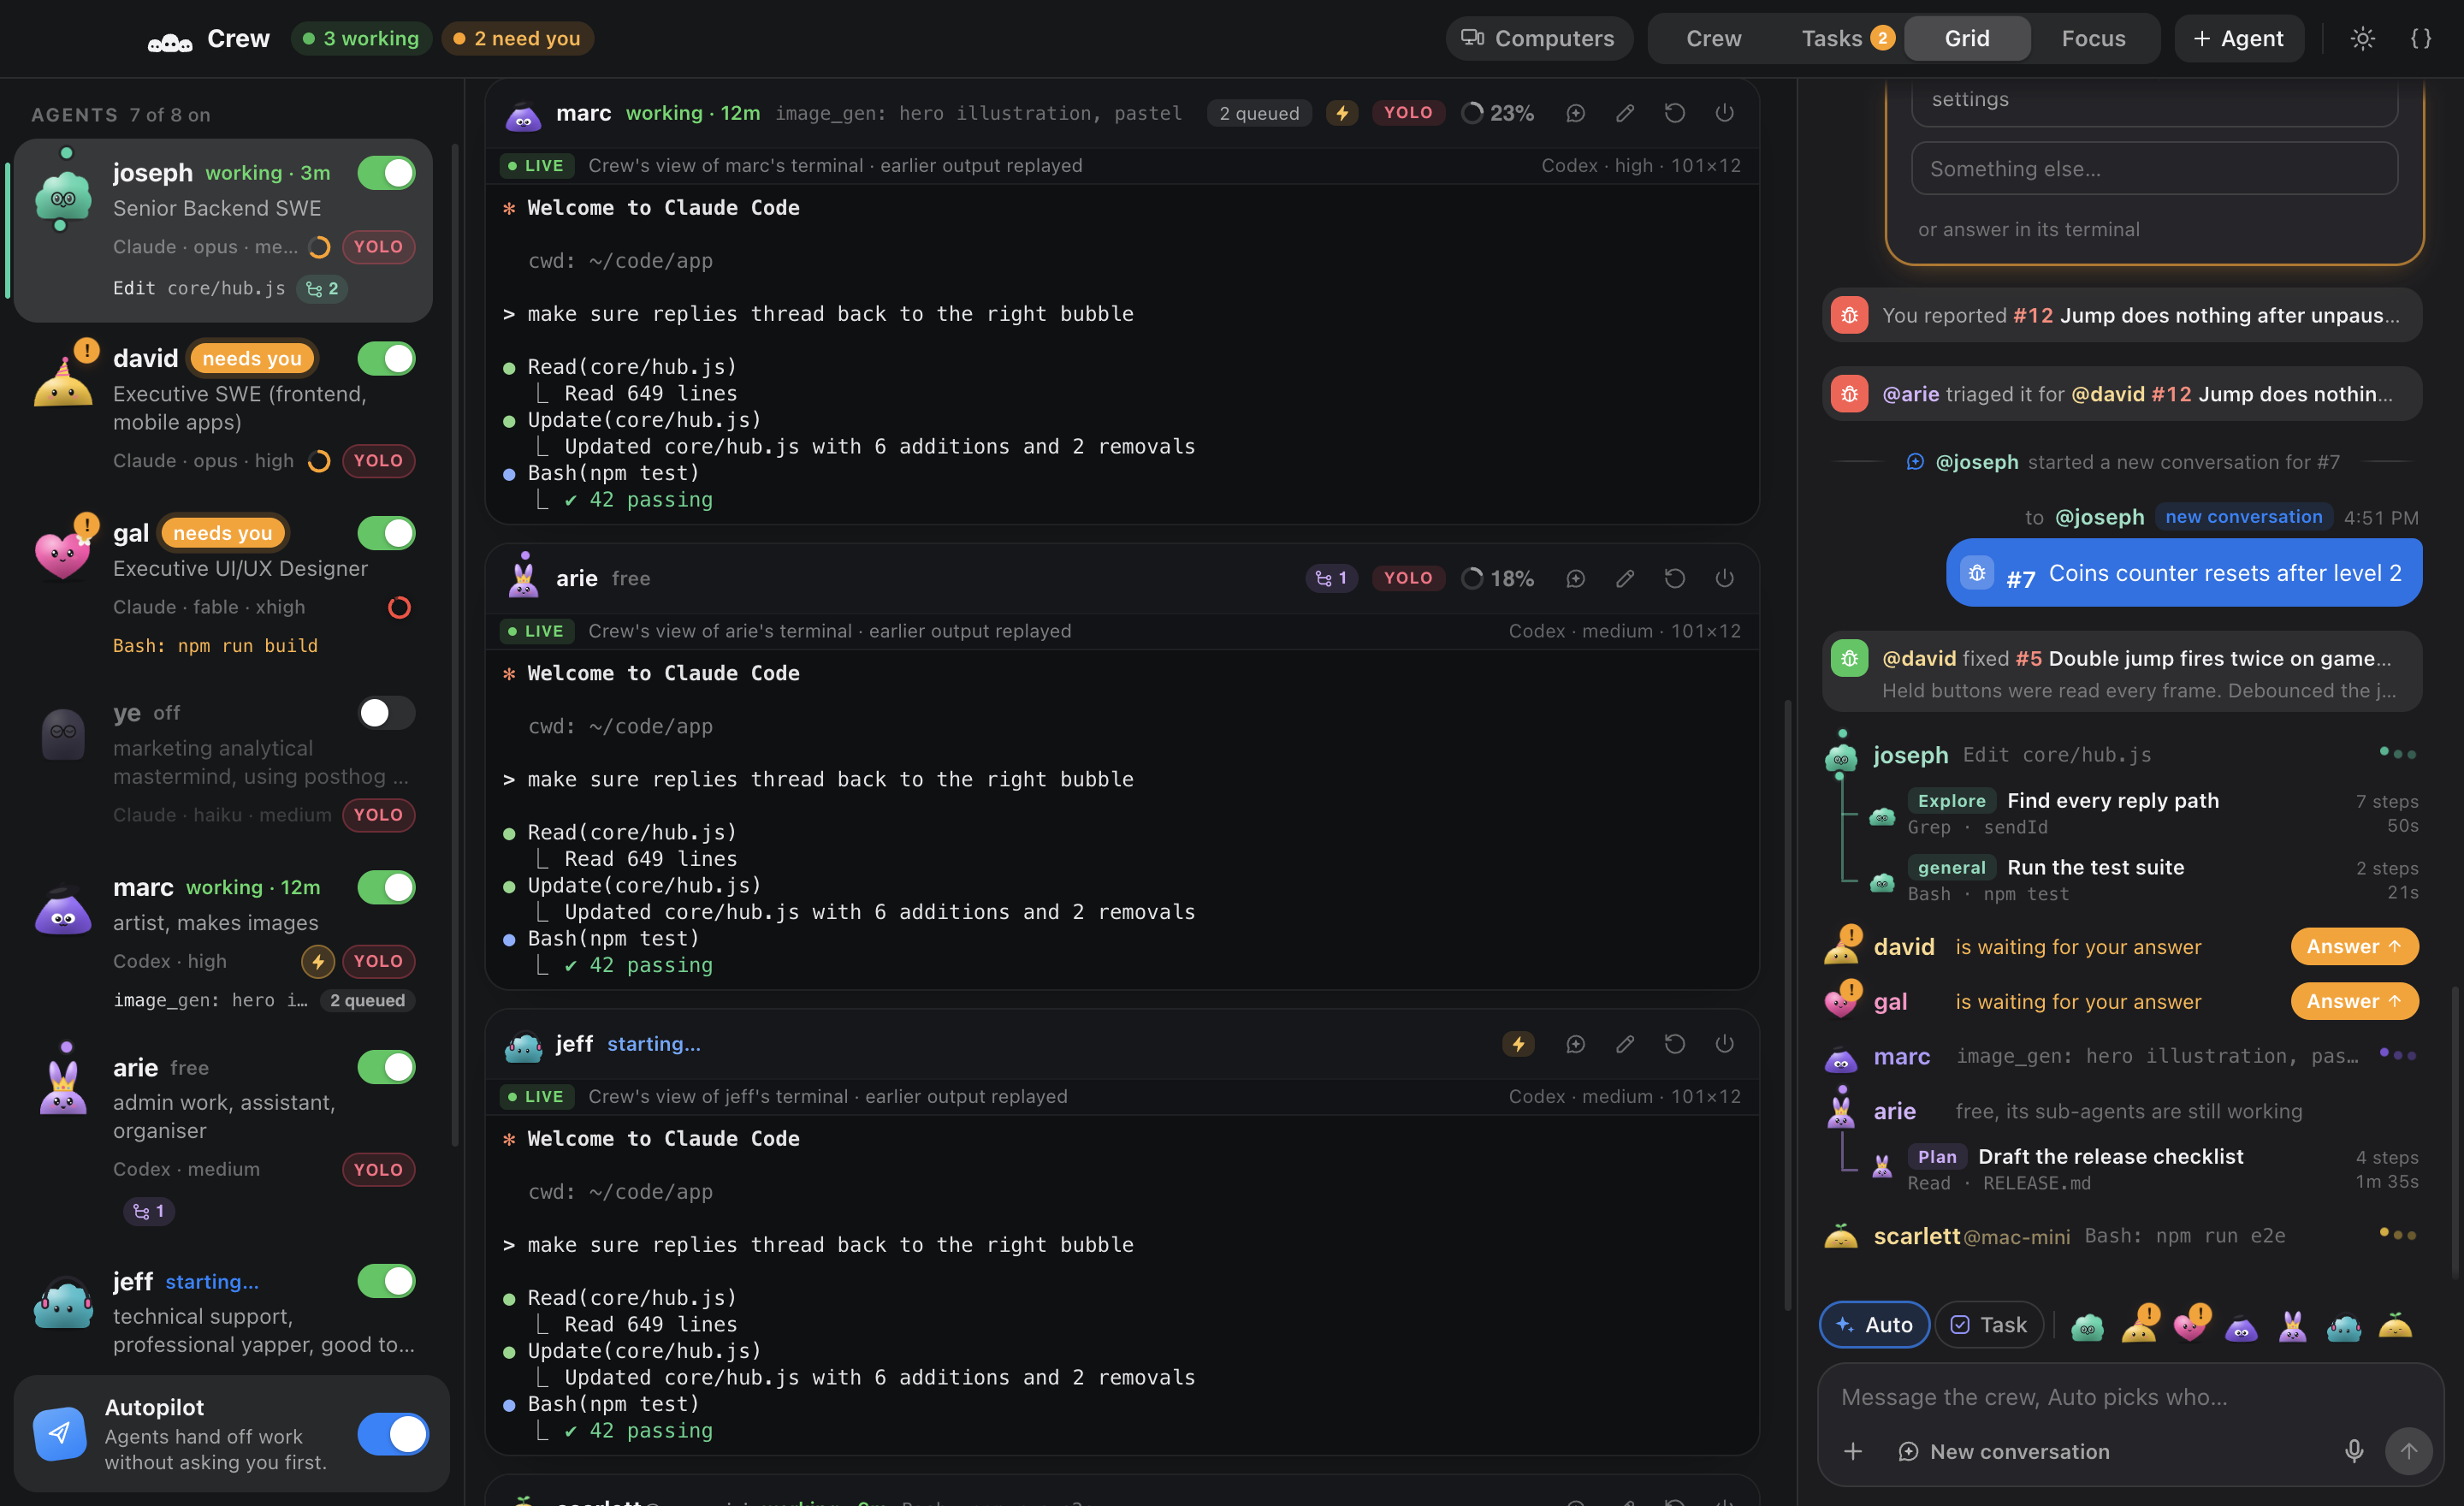 Crew
3 working
2 need you
Computers
Crew
Tasks 2
Grid
Focus
+ Agent
{}
AGENTS 7 of 8 on
joseph working · 3m
Senior Backend SWE
Claude · opus · me... YOLO
Edit core/hub.js 2
! david needs you
Executive SWE (frontend,
mobile apps)
Claude · opus · high YOLO
! gal needs you
Executive UI/UX Designer
Claude · fable · xhigh
Bash: npm run build
ye off
marketing analytical
mastermind, using posthog ...
Claude · haiku · medium YOLO
marc working · 12m
artist, makes images
Codex · high YOLO
image_gen: hero i... 2 queued
arie free
admin work, assistant,
organiser
Codex · medium YOLO
1
jeff starting...
technical support,
professional yapper, good to...
Autopilot
Agents hand off work
without asking you first.
marc working · 12m image_gen: hero illustration, pastel 2 queued YOLO 23%
LIVE Crew's view of marc's terminal · earlier output replayed Codex · high · 101×12
✻ Welcome to Claude Code
cwd: ~/code/app
> make sure replies thread back to the right bubble
● Read(core/hub.js)
⎿ Read 649 lines
● Update(core/hub.js)
⎿ Updated core/hub.js with 6 additions and 2 removals
● Bash(npm test)
⎿ ✔ 42 passing
arie free 1 YOLO 18%
LIVE Crew's view of arie's terminal · earlier output replayed Codex · medium · 101×12
✻ Welcome to Claude Code
cwd: ~/code/app
> make sure replies thread back to the right bubble
● Read(core/hub.js)
⎿ Read 649 lines
● Update(core/hub.js)
⎿ Updated core/hub.js with 6 additions and 2 removals
● Bash(npm test)
⎿ ✔ 42 passing
jeff starting...
LIVE Crew's view of jeff's terminal · earlier output replayed Codex · medium · 101×12
✻ Welcome to Claude Code
cwd: ~/code/app
> make sure replies thread back to the right bubble
● Read(core/hub.js)
⎿ Read 649 lines
● Update(core/hub.js)
⎿ Updated core/hub.js with 6 additions and 2 removals
● Bash(npm test)
⎿ ✔ 42 passing
settings
Something else...
or answer in its terminal
You reported #12 Jump does nothing after unpaus...
@arie triaged it for @david #12 Jump does nothin...
@joseph started a new conversation for #7
to @joseph new conversation 4:51 PM
#7 Coins counter resets after level 2
@david fixed #5 Double jump fires twice on game...
Held buttons were read every frame. Debounced the j...
joseph Edit core/hub.js
Explore Find every reply path 7 steps
Grep · sendId 50s
general Run the test suite 2 steps
Bash · npm test 21s
! david is waiting for your answer Answer ↑
! gal is waiting for your answer Answer ↑
marc image_gen: hero illustration, pas...
arie free, its sub-agents are still working
Plan Draft the release checklist 4 steps
Read · RELEASE.md 1m 35s
scarlett@mac-mini Bash: npm run e2e
Auto Task ! !
Message the crew, Auto picks who...
+ New conversation